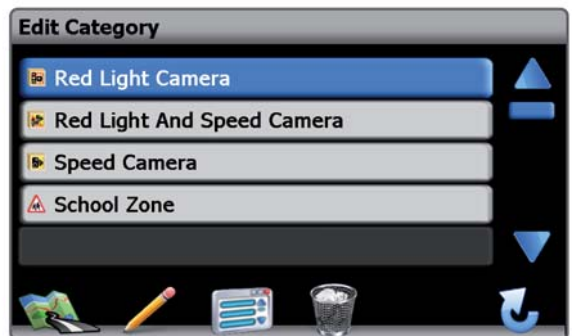 Edit Category
Red Light Camera
Red Light And Speed Camera
Speed Camera
School Zone